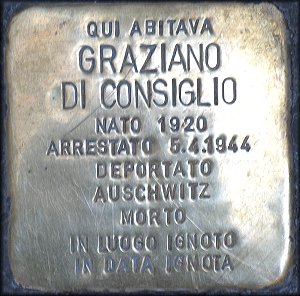 QUI ABITAVA
GRAZIANO
DI CONSIGLIO
NATO 1920
ARRESTATO 5.4.1944
DEPORTATO
AUSCHWITZ
MORTO
IN LUOGO IGNOTO
IN DATA IGNOTA